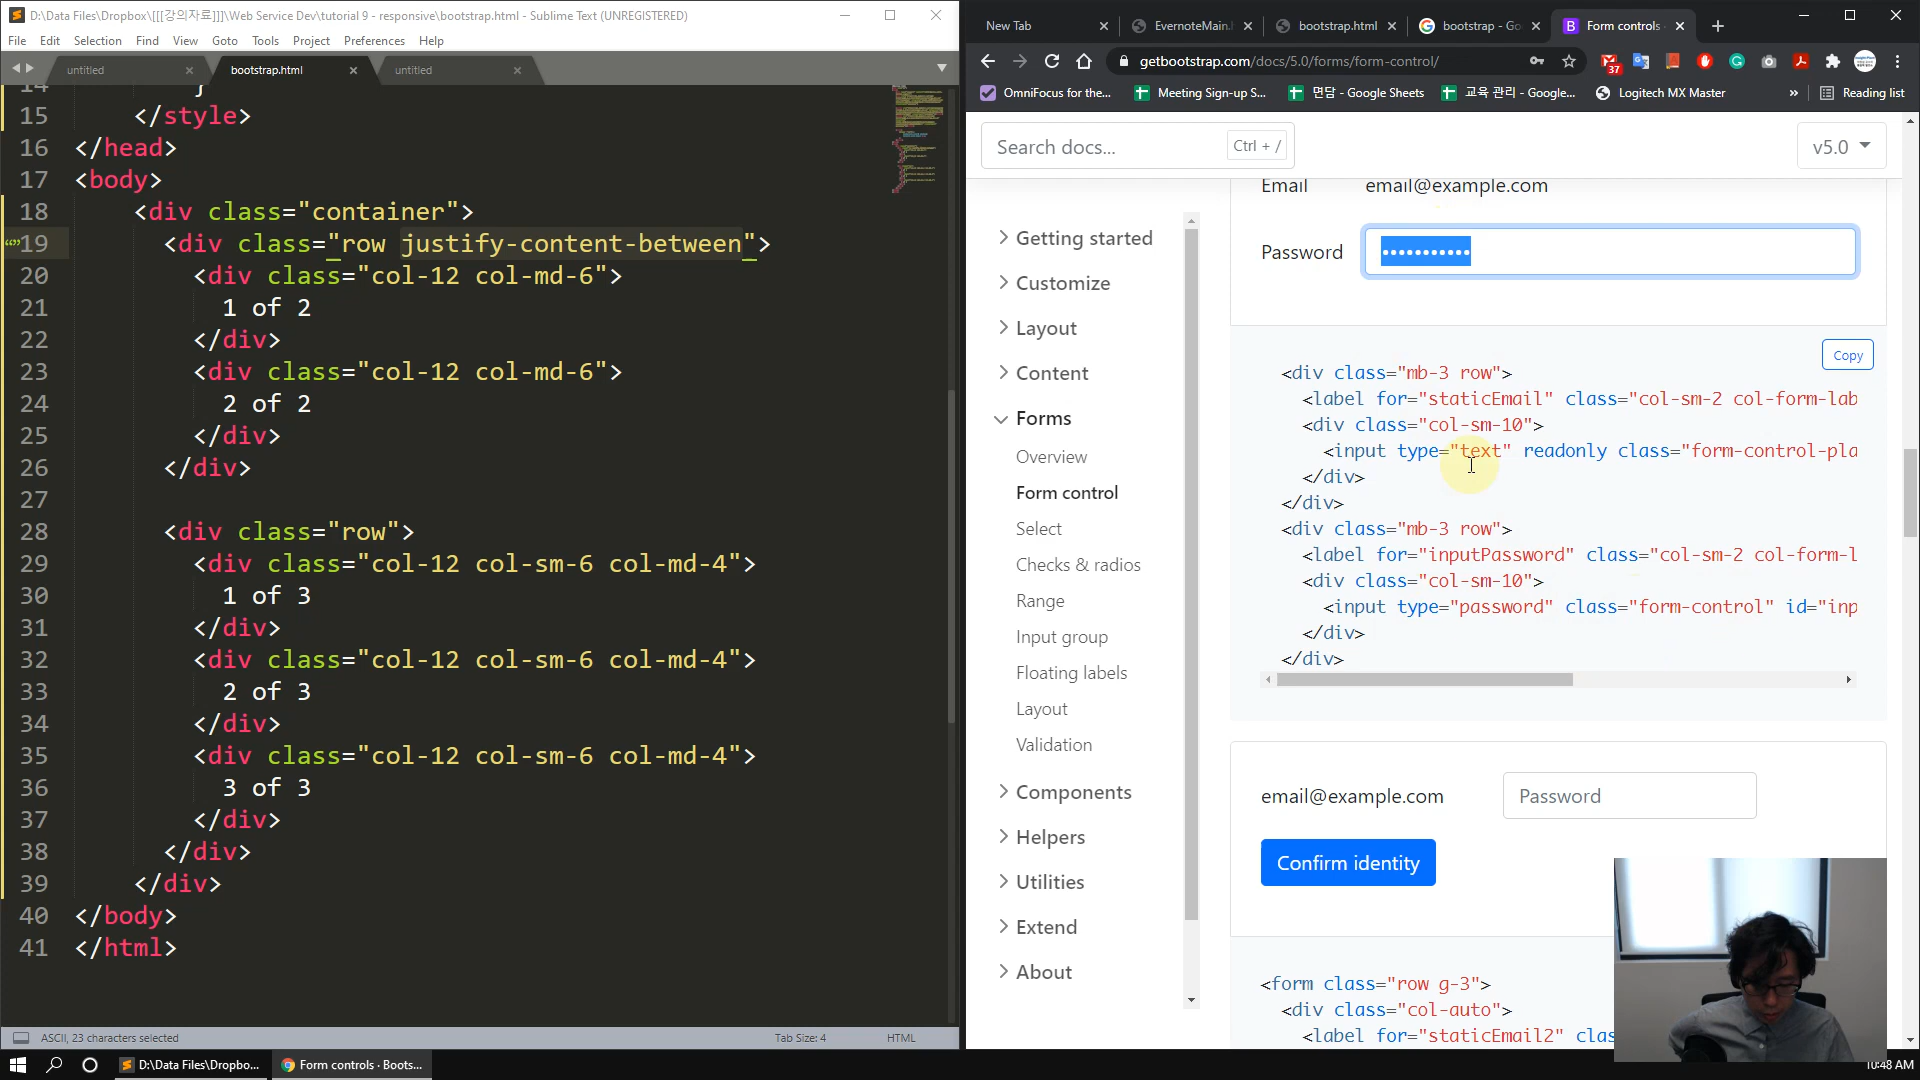 D:\Data Files\Dropbox\[[[강의자료]]]\Web Service Dev\tutorial 9 - responsive\bootstrap.html - Sublime Text (UNREGISTERED)
File Edit Selection Find View Goto Tools Project Preferences Help
untitled bootstrap.html untitled
14 }
15 </style>
16 </head>
17 <body>
18 <div class="container">
19 <div class="row justify-content-between">
20 <div class="col-12 col-md-6">
21 1 of 2
22 </div>
23 <div class="col-12 col-md-6">
24 2 of 2
25 </div>
26 </div>
27
28 <div class="row">
29 <div class="col-12 col-sm-6 col-md-4">
30 1 of 3
31 </div>
32 <div class="col-12 col-sm-6 col-md-4">
33 2 of 3
34 </div>
35 <div class="col-12 col-sm-6 col-md-4">
36 3 of 3
37 </div>
38 </div>
39 </div>
40 </body>
41 </html>
ASCII, 23 characters selected Tab Size: 4 HTML
New Tab EvernoteMain. bootstrap.html bootstrap - Go Form controls
getbootstrap.com/docs/5.0/forms/form-control/
37
OmniFocus for the... Meeting Sign-up S... 면담 - Google Sheets 교육 관리 - Google... Logitech MX Master » Reading list
Search docs... Ctrl + / v5.0
Getting started
Customize
Layout
Content
Forms
Overview
Form control
Select
Checks & radios
Range
Input group
Floating labels
Layout
Validation
Components
Helpers
Utilities
Extend
About
Email email@example.com
Password •••••••••••
Copy
<div class="mb-3 row">
<label for="staticEmail" class="col-sm-2 col-form-lab
<div class="col-sm-10">
<input type="text" readonly class="form-control-pla
</div>
</div>
<div class="mb-3 row">
<label for="inputPassword" class="col-sm-2 col-form-l
<div class="col-sm-10">
<input type="password" class="form-control" id="inp
</div>
</div>
email@example.com Password
Confirm identity
<form class="row g-3">
<div class="col-auto">
<label for="staticEmail2" clas
D:\Data Files\Dropbo... Form controls · Boots... 10:48 AM